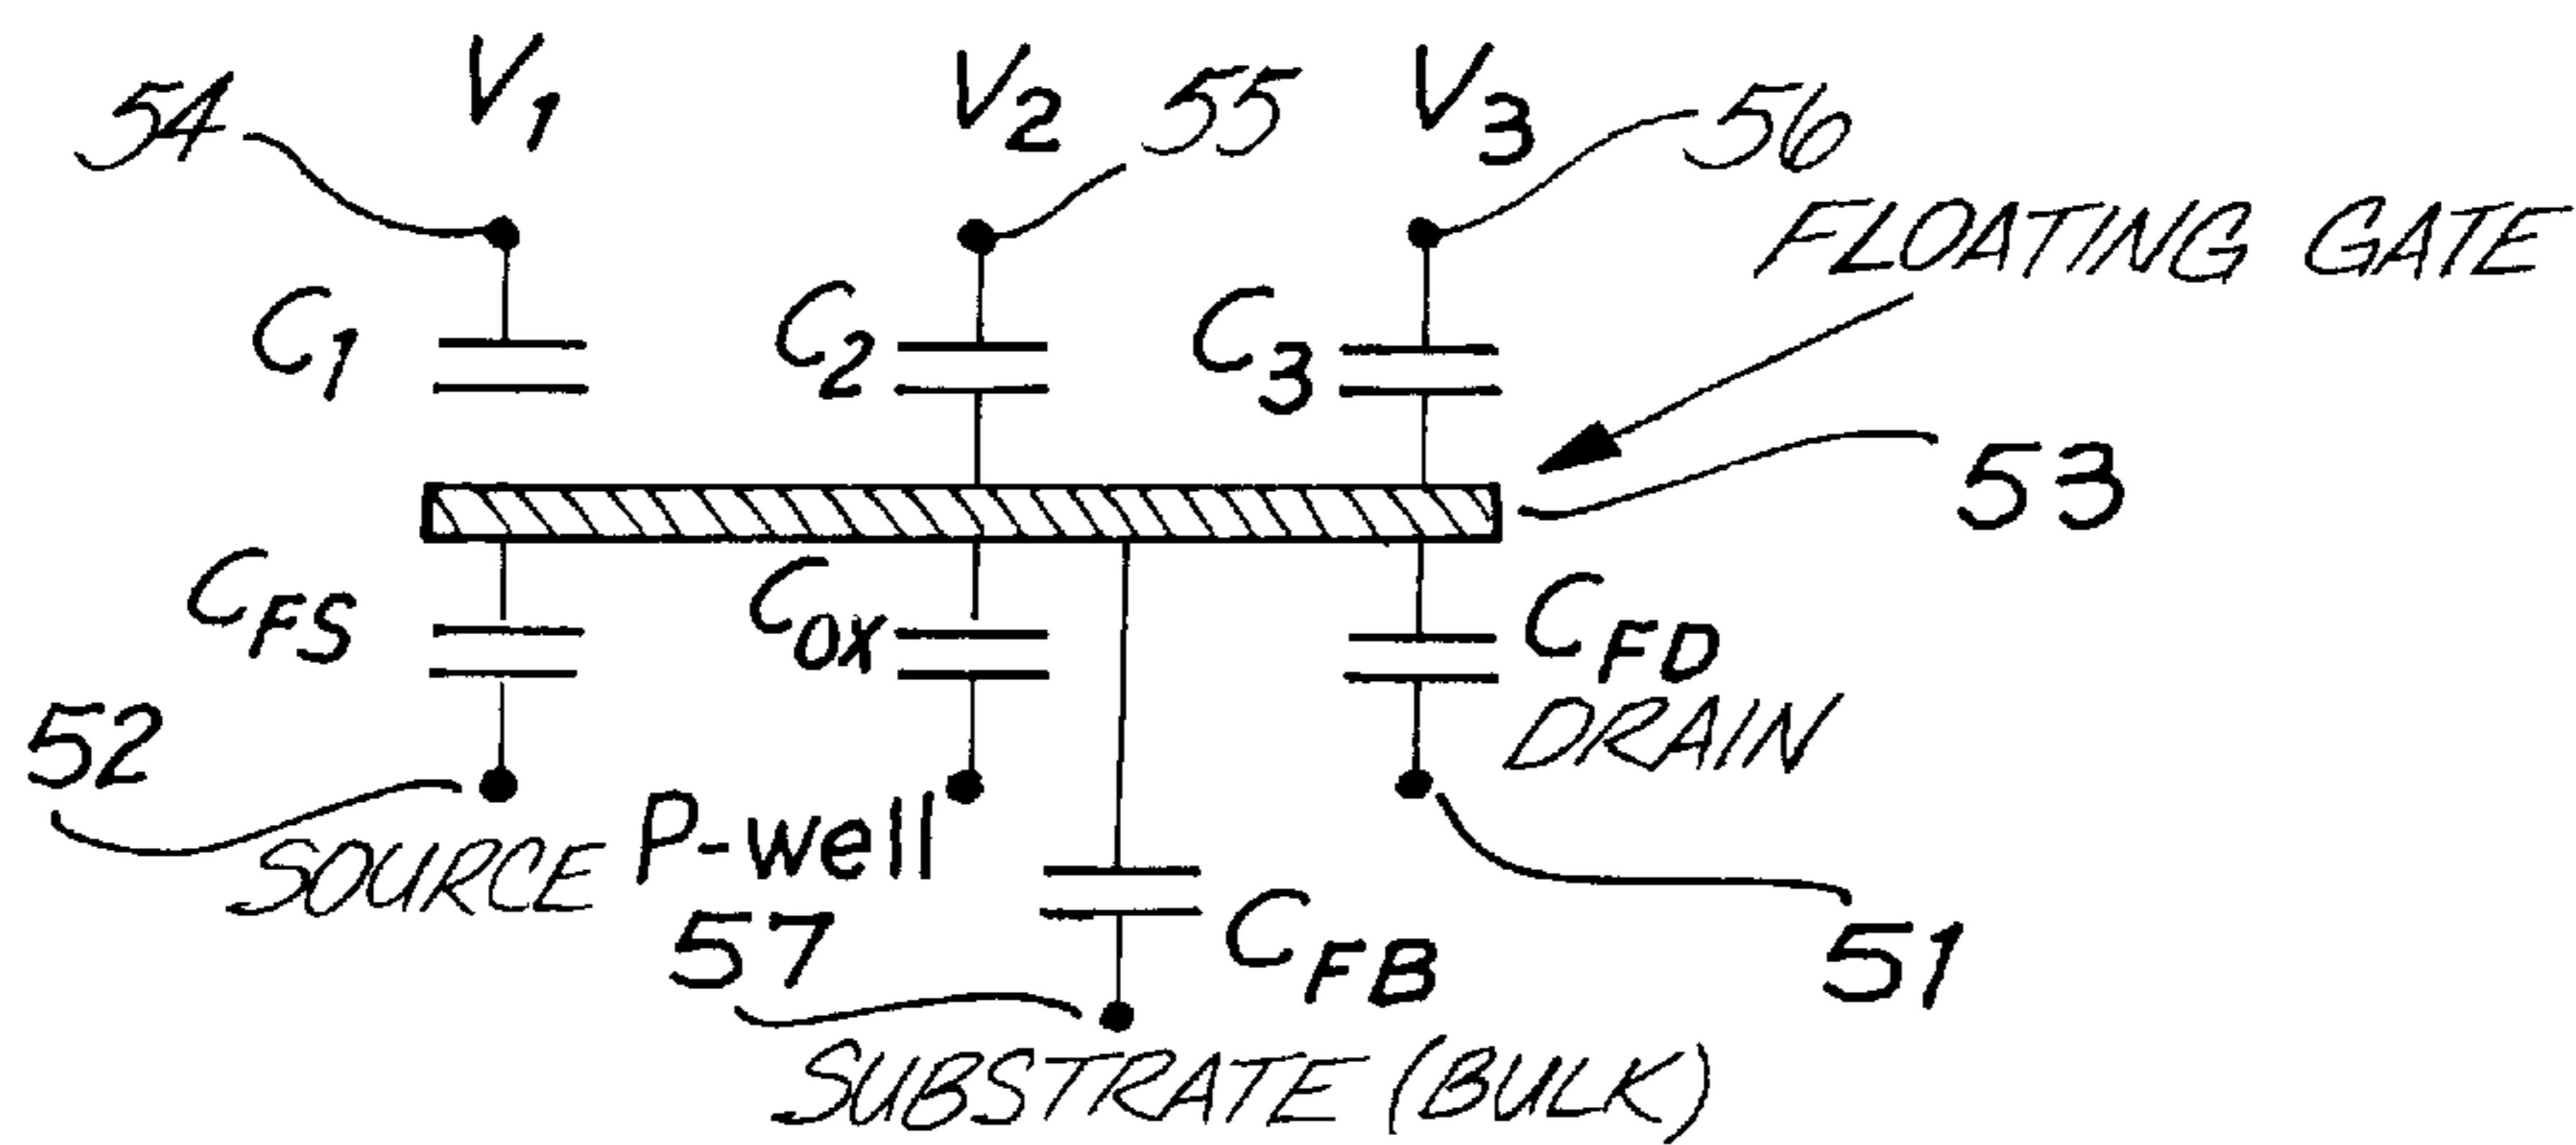 54 V1 V2 55 V3 56
FLOATING GATE
C1 C2 C3
53
CFS COX CFD
52 DRAIN
SOURCE P-well
57 CFB 51
SUBSTRATE (BULK)